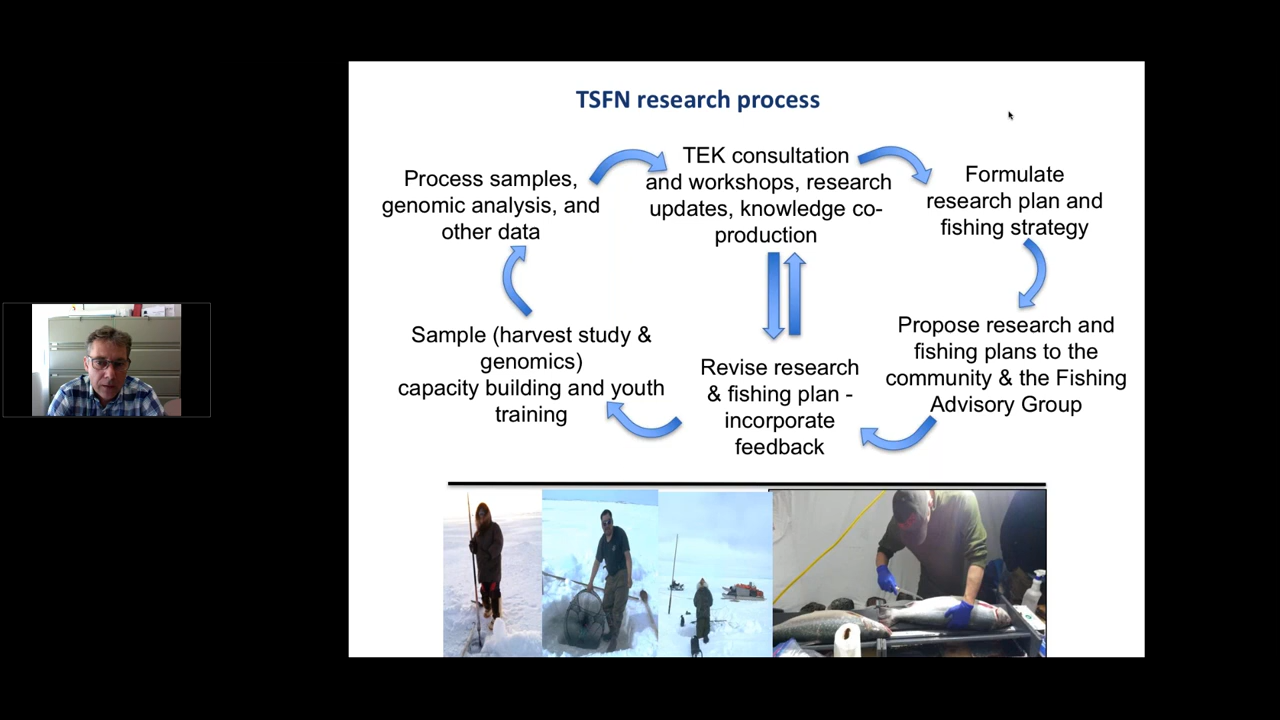 TSFN research process
TEK consultation
and workshops, research
updates, knowledge co-
production
Formulate
research plan and
fishing strategy
Propose research and
fishing plans to the
community & the Fishing
Advisory Group
Revise research
& fishing plan -
incorporate
feedback
Sample (harvest study &
genomics)
capacity building and youth
training
Process samples,
genomic analysis, and
other data